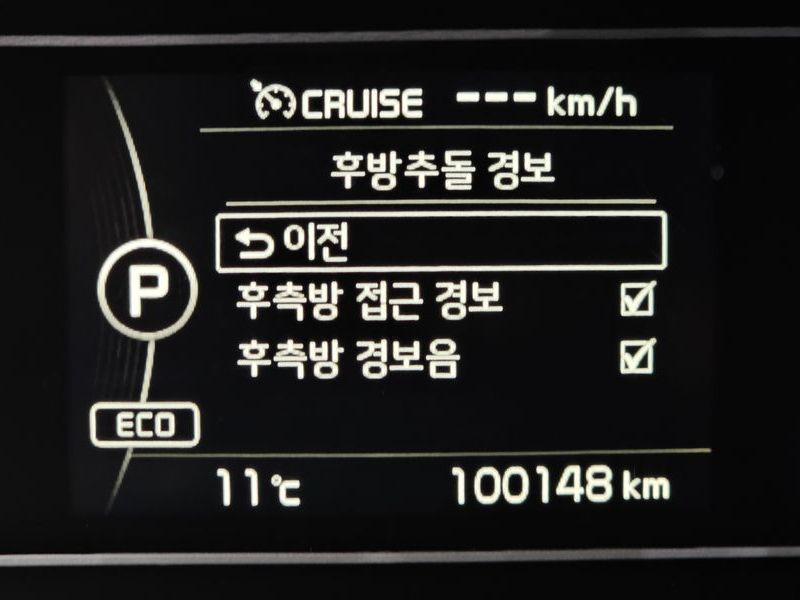 CRUISE --- km/h
후방추돌 경보
이전
P
후측방 접근 경보
후측방 경보음
ECO
11℃ 100148 km